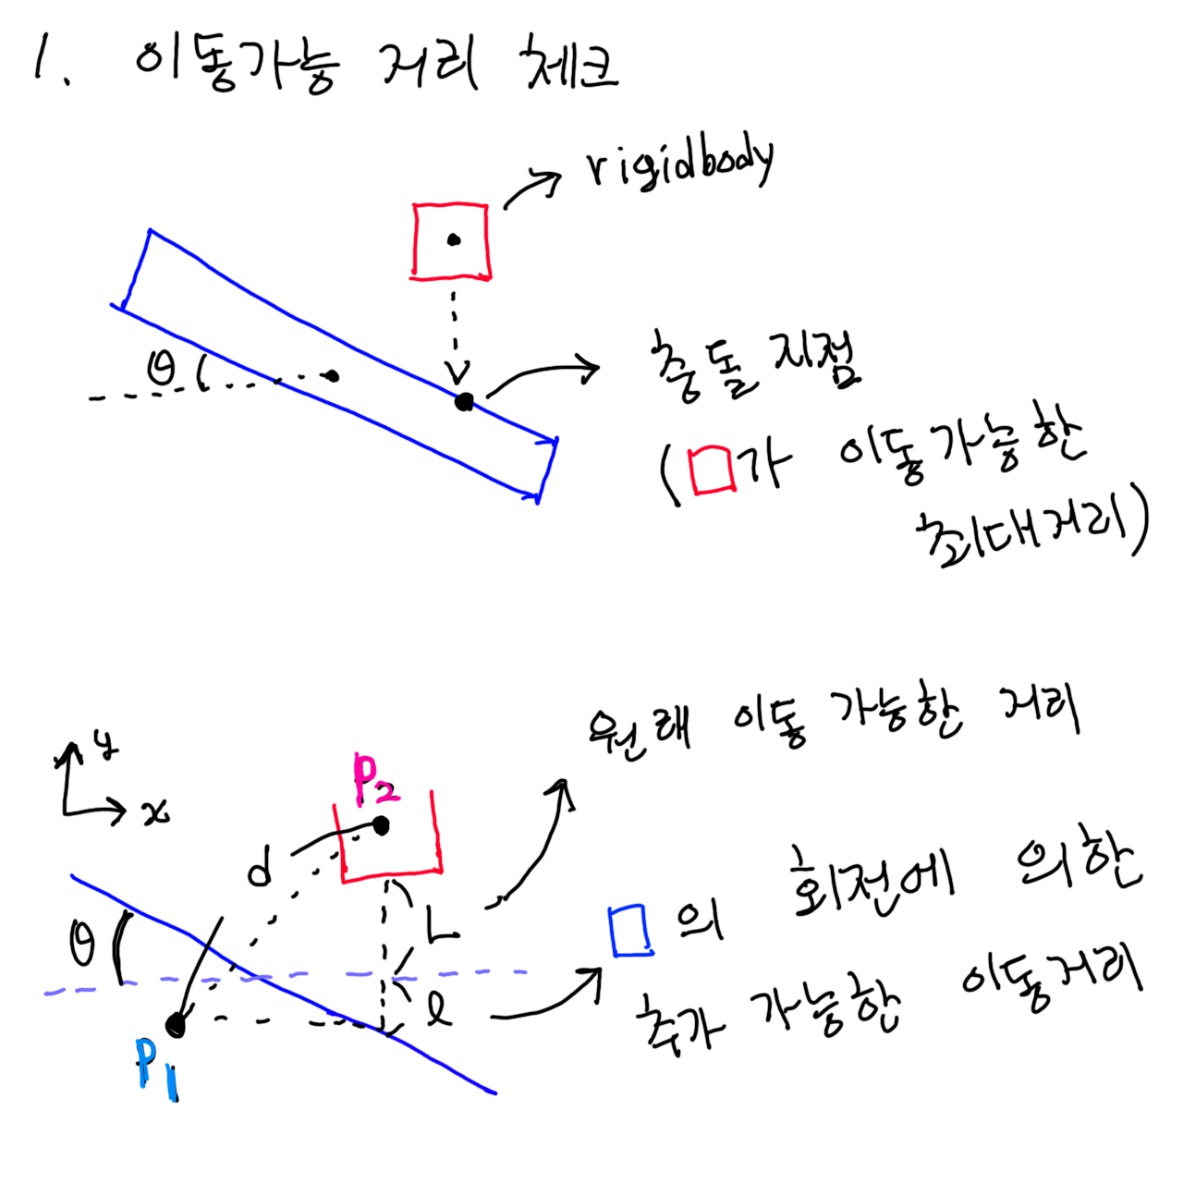 1. 이동가능 거리 체크
rigidbody
θ
충돌 지점
(□가 이동가능한
최대거리)
원래 이동 가능한 거리
y
x
P₂
d
θ
L
□의 회전에 의한
추가 가능한 이동거리
l
P₁